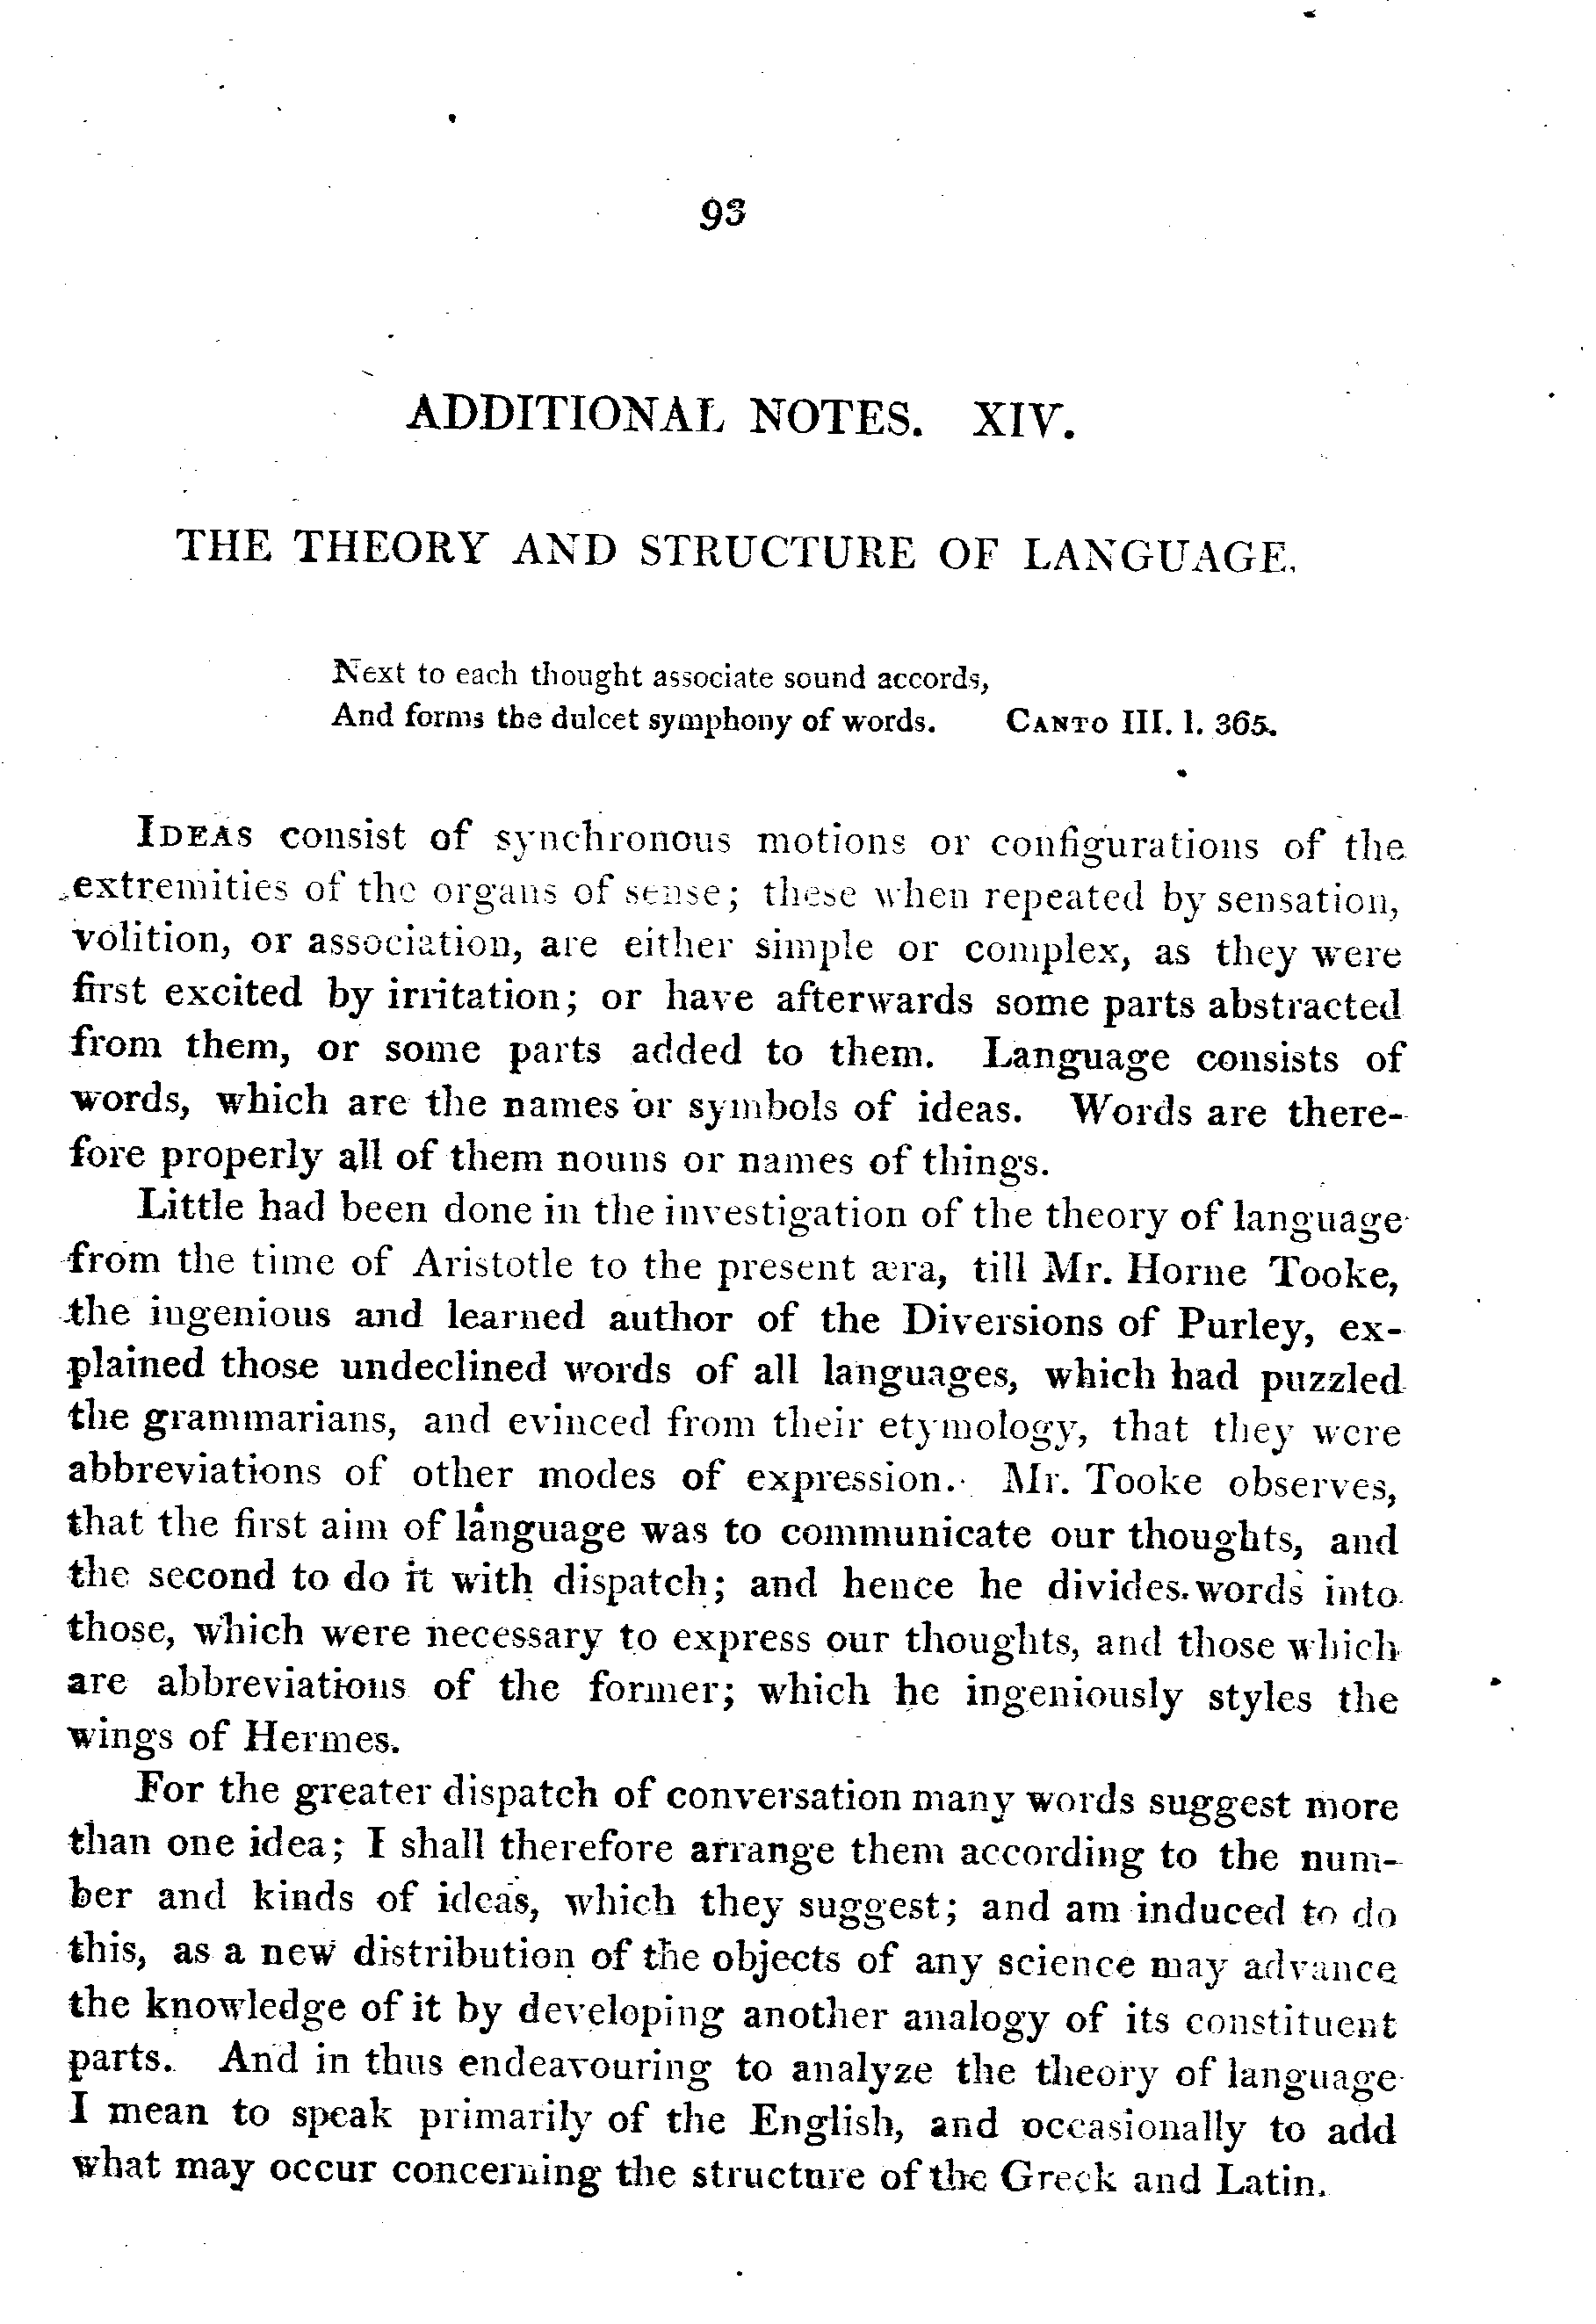 93
ADDITIONAL NOTES. XIV.
THE THEORY AND STRUCTURE OF LANGUAGE.
Next to each thought associate sound accords,
And forms the dulcet symphony of words. CANTO III. l. 365.
IDEAS consist of synchronous motions or configurations of the
extremities of the organs of sense; these when repeated by sensation,
volition, or association, are either simple or complex, as they were
first excited by irritation; or have afterwards some parts abstracted
from them, or some parts added to them. Language consists of
words, which are the names or symbols of ideas. Words are there-
fore properly all of them nouns or names of things.
Little had been done in the investigation of the theory of language
from the time of Aristotle to the present æra, till Mr. Horne Tooke,
the ingenious and learned author of the Diversions of Purley, ex-
plained those undeclined words of all languages, which had puzzled
the grammarians, and evinced from their etymology, that they were
abbreviations of other modes of expression. Mr. Tooke observes,
that the first aim of language was to communicate our thoughts, and
the second to do it with dispatch; and hence he divides words into
those, which were necessary to express our thoughts, and those which
are abbreviations of the former; which he ingeniously styles the
wings of Hermes.
For the greater dispatch of conversation many words suggest more
than one idea; I shall therefore arrange them according to the num-
ber and kinds of ideas, which they suggest; and am induced to do
this, as a new distribution of the objects of any science may advance
the knowledge of it by developing another analogy of its constituent
parts. And in thus endeavouring to analyze the theory of language
I mean to speak primarily of the English, and occasionally to add
what may occur concerning the structure of the Greek and Latin.